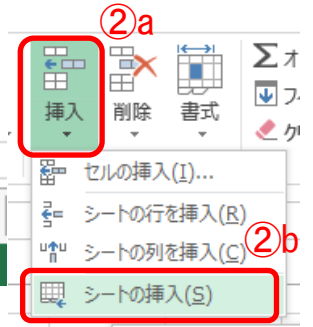 ②a
挿入 削除 書式
Σ オ
フィ
ク
セルの挿入(I)...
シートの行を挿入(R)
シートの列を挿入(C)
②b
シートの挿入(S)